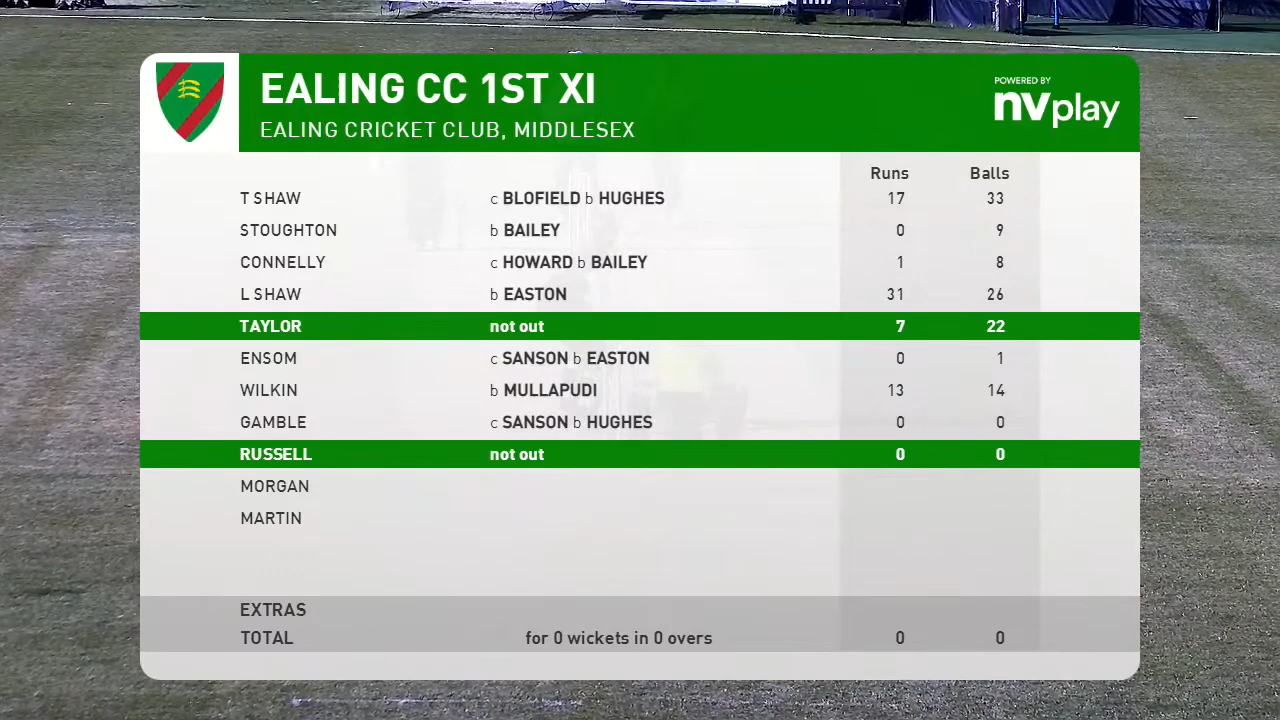 EALING CC 1ST XI
EALING CRICKET CLUB, MIDDLESEX
POWERED BY
nvplay
Runs Balls
T SHAW c BLOFIELD b HUGHES 17 33
STOUGHTON b BAILEY 0 9
CONNELLY c HOWARD b BAILEY 1 8
L SHAW b EASTON 31 26
TAYLOR not out 7 22
ENSOM c SANSON b EASTON 0 1
WILKIN b MULLAPUDI 13 14
GAMBLE c SANSON b HUGHES 0 0
RUSSELL not out 0 0
MORGAN
MARTIN
EXTRAS
TOTAL for 0 wickets in 0 overs 0 0